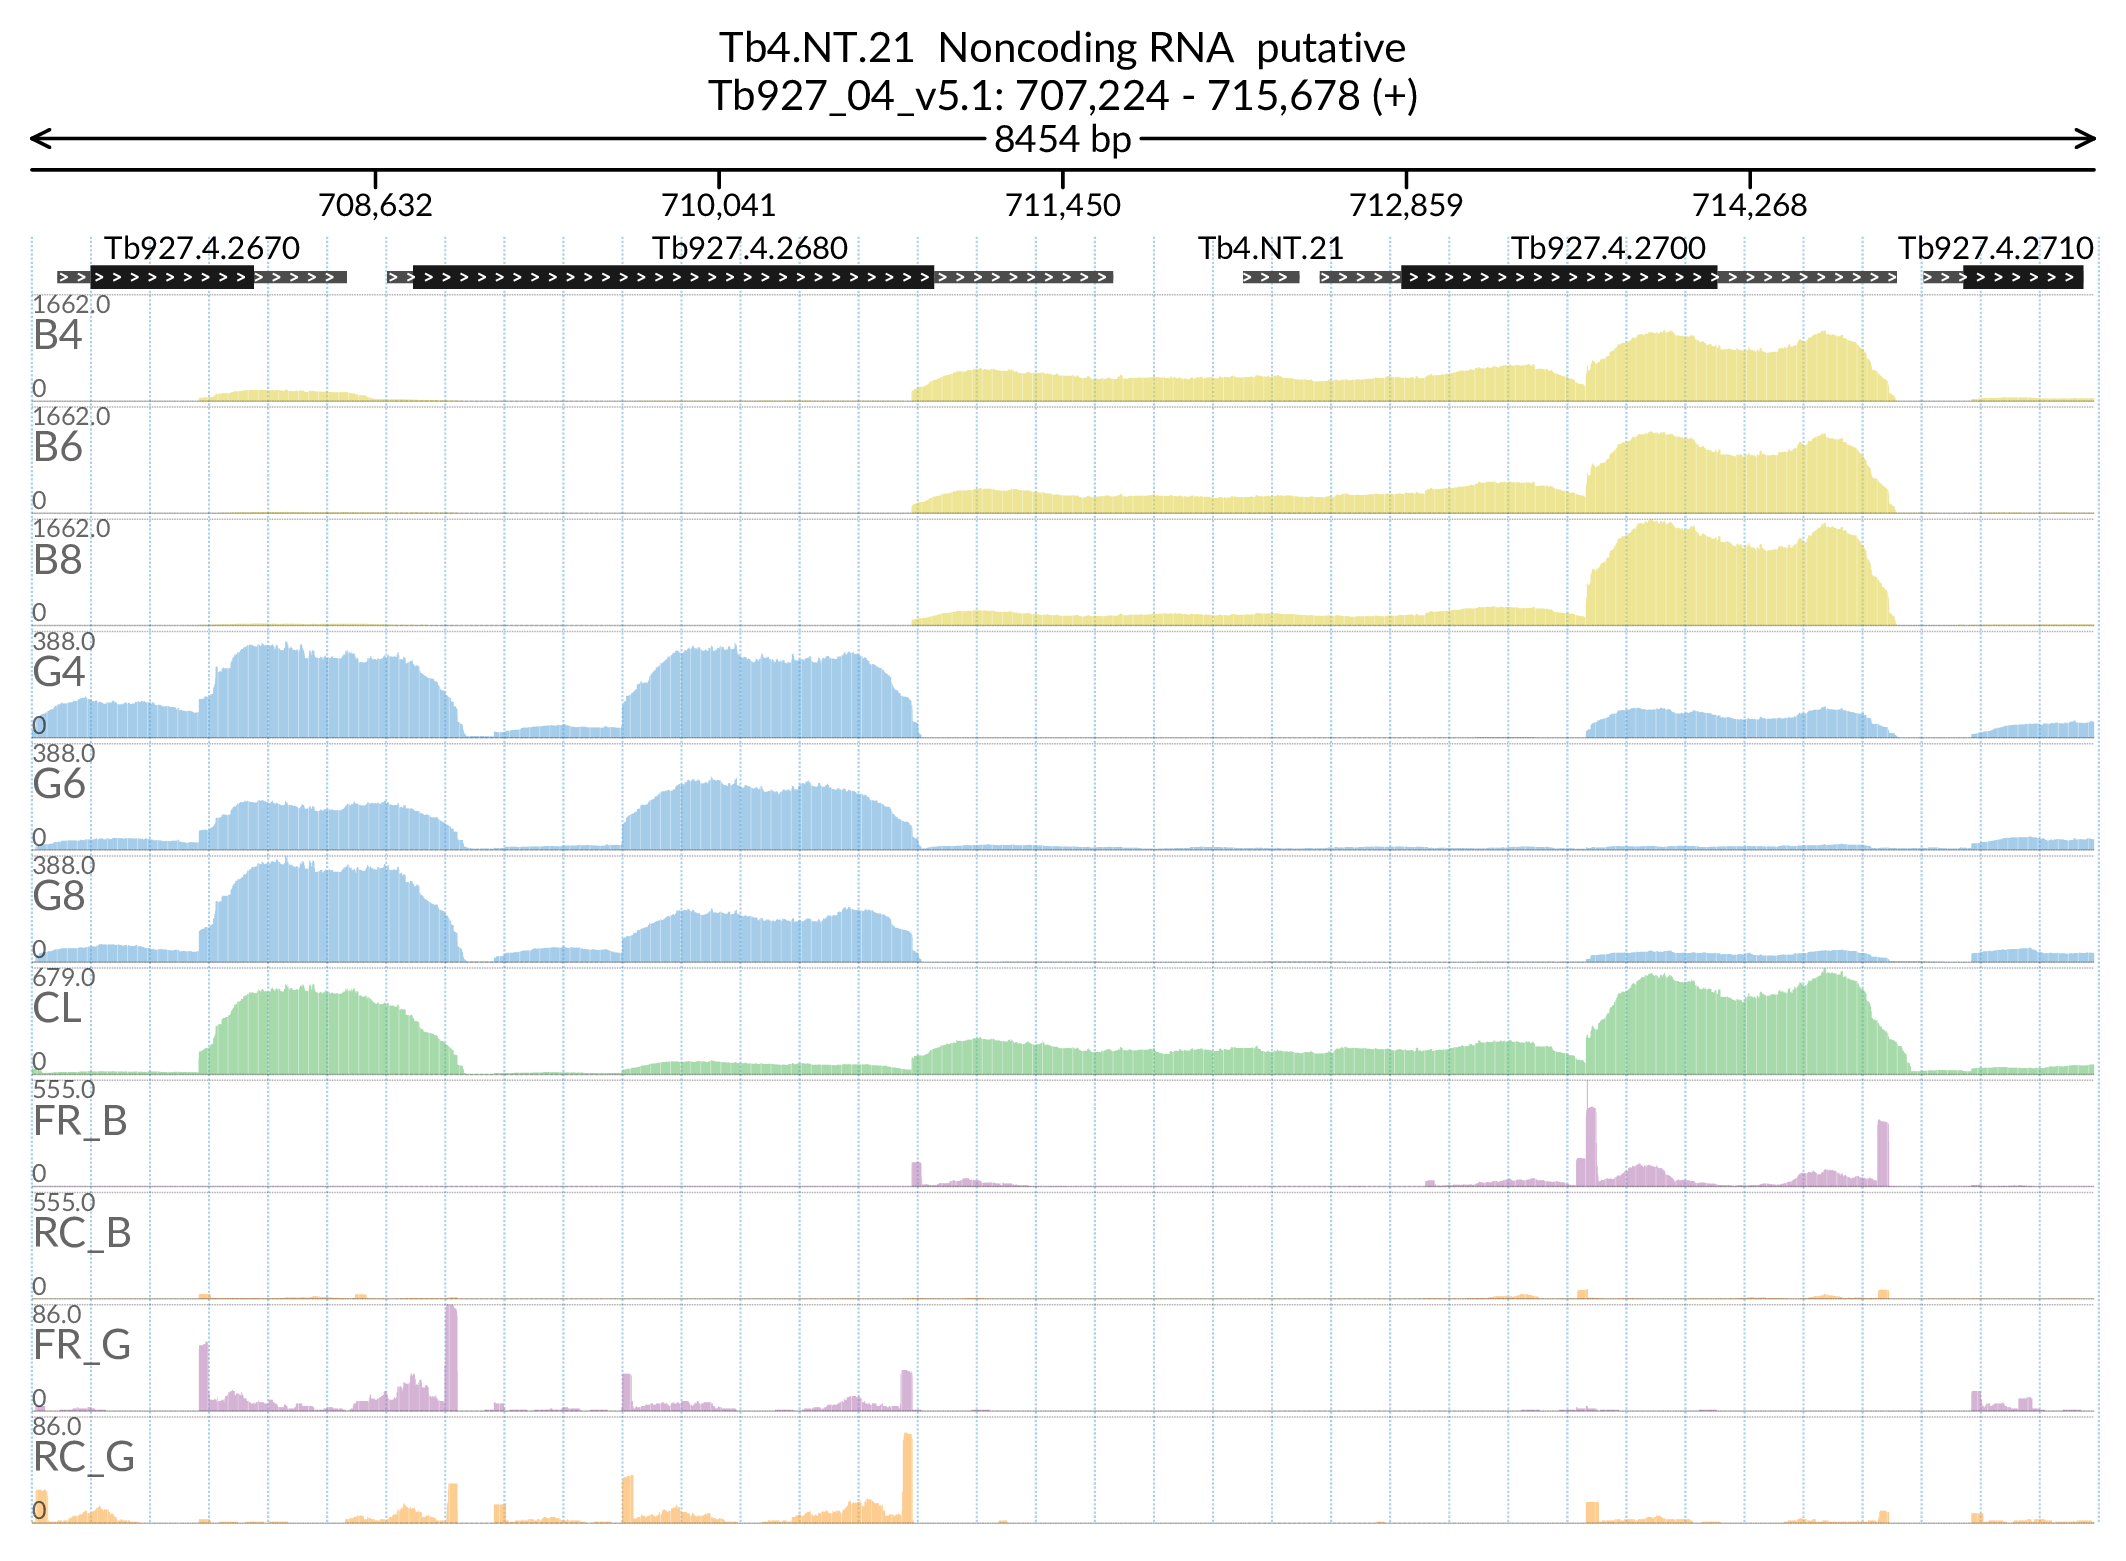 Tb4.NT.21 Noncoding RNA putative
Tb927_04_v5.1: 707,224 - 715,678 (+)
8454 bp
708,632 710,041 711,450 712,859 714,268
Tb927.4.2670 Tb927.4.2680 Tb4.NT.21 Tb927.4.2700 Tb927.4.2710
1662.0
B4
0
1662.0
B6
0
1662.0
B8
0
388.0
G4
0
388.0
G6
0
388.0
G8
0
679.0
CL
0
555.0
FR_B
0
555.0
RC_B
0
86.0
FR_G
0
86.0
RC_G
0